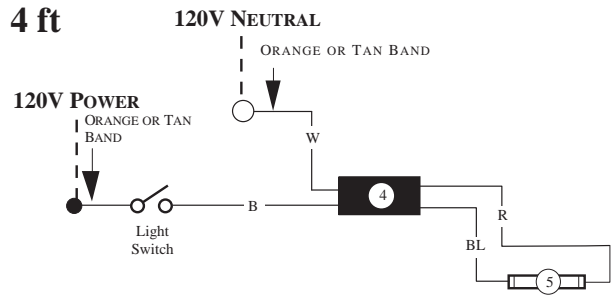 4 ft
120V NEUTRAL
ORANGE OR TAN BAND
120V POWER
ORANGE OR TAN
BAND
W
B
Light
Switch
4
R
BL
5